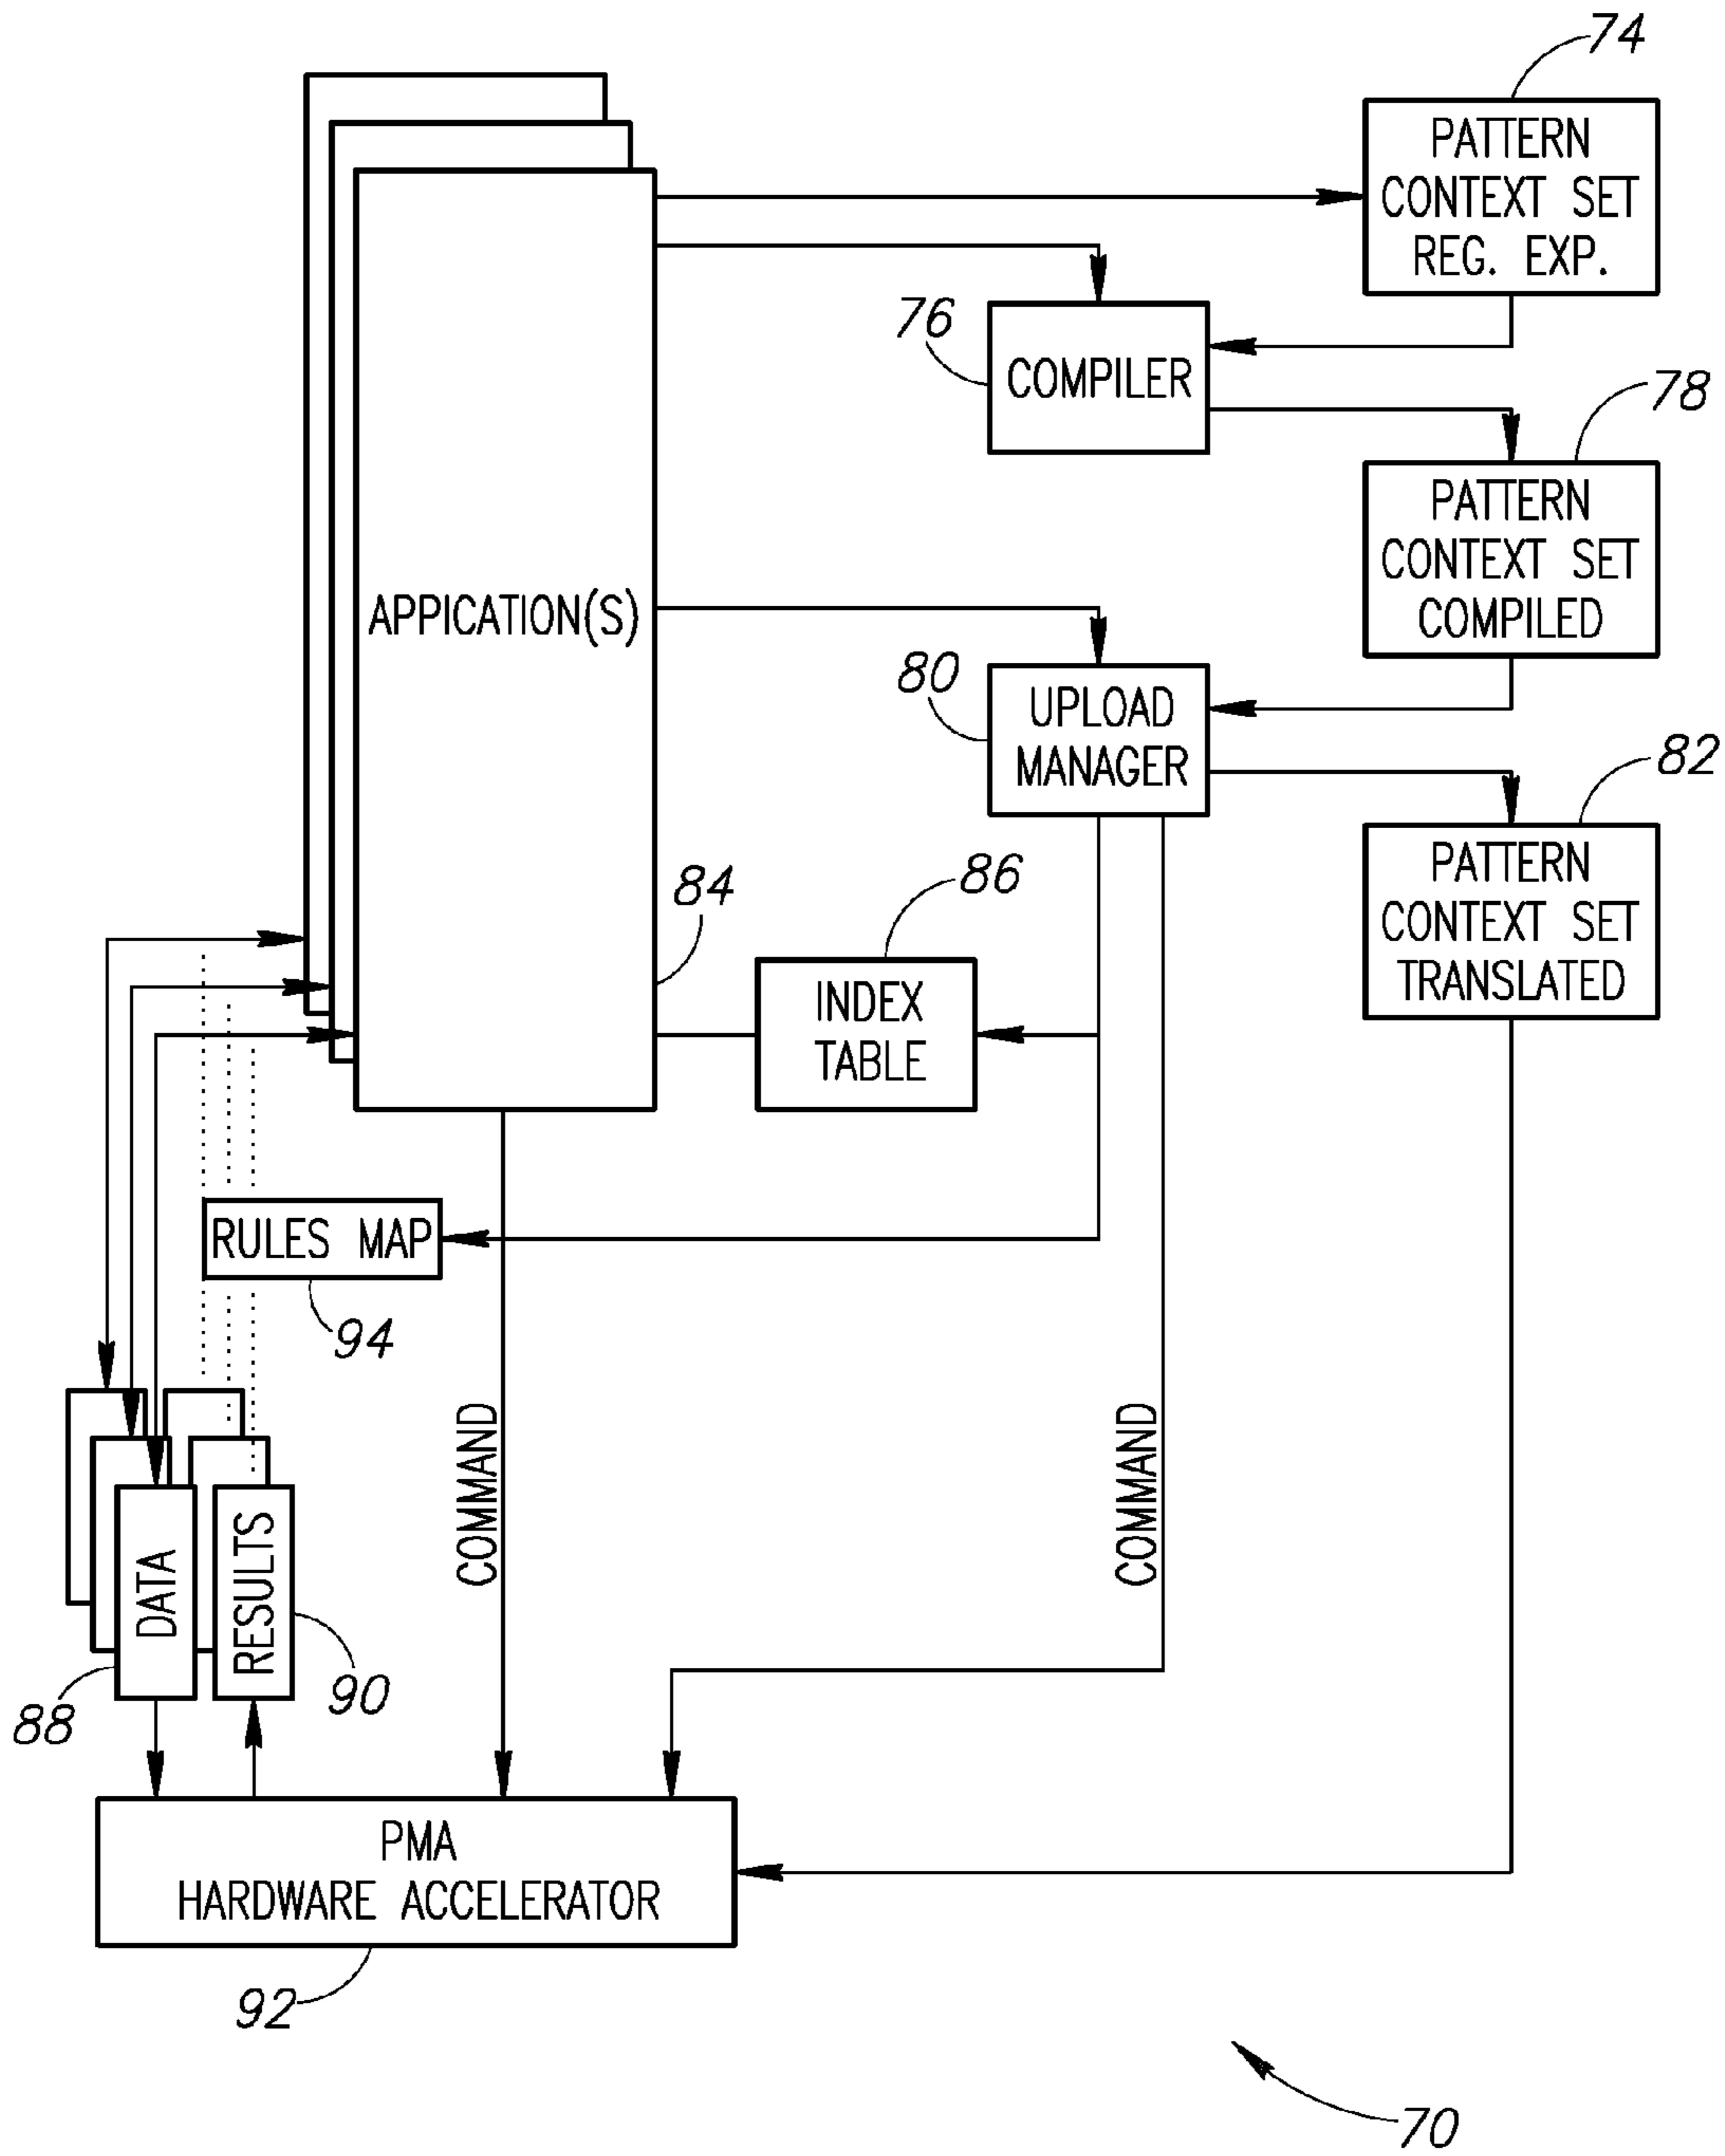 74
PATTERN
CONTEXT SET
REG. EXP.
76
COMPILER
78
PATTERN
CONTEXT SET
COMPILED
APPICATION(S)
80
UPLOAD
MANAGER
82
PATTERN
CONTEXT SET
TRANSLATED
84
86
INDEX
TABLE
RULES MAP
94
COMMAND
COMMAND
DATA
RESULTS
88
90
PMA
HARDWARE ACCELERATOR
92
70